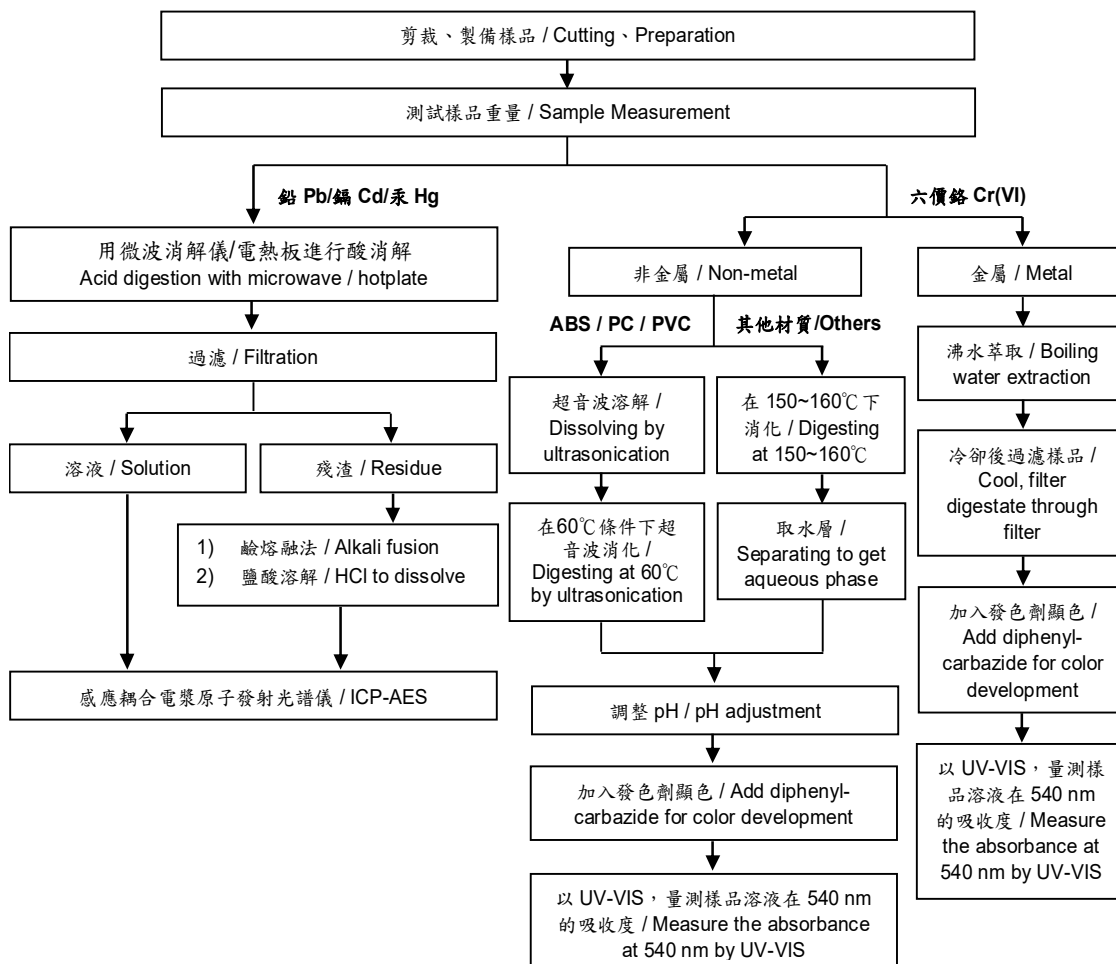 剪裁、製備樣品 / Cutting、Preparation
測試樣品重量 / Sample Measurement
鉛 Pb/鎘 Cd/汞 Hg
用微波消解儀/電熱板進行酸消解
Acid digestion with microwave / hotplate
過濾 / Filtration
溶液 / Solution
殘渣 / Residue
1) 鹼熔融法 / Alkali fusion
2) 鹽酸溶解 / HCl to dissolve
感應耦合電漿原子發射光譜儀 / ICP-AES
六價鉻 Cr(VI)
非金屬 / Non-metal
ABS / PC / PVC
超音波溶解 /
Dissolving by
ultrasonication
在60℃條件下超
音波消化 /
Digesting at 60℃
by ultrasonication
其他材質/Others
在 150~160℃下
消化 / Digesting
at 150~160℃
取水層 /
Separating to get
aqueous phase
調整 pH / pH adjustment
加入發色劑顯色 / Add diphenyl-
carbazide for color development
以 UV-VIS，量測樣品溶液在 540 nm
的吸收度 / Measure the absorbance
at 540 nm by UV-VIS
金屬 / Metal
沸水萃取 / Boiling
water extraction
冷卻後過濾樣品 /
Cool, filter
digestate through
filter
加入發色劑顯色 /
Add diphenyl-
carbazide for color
development
以 UV-VIS，量測樣
品溶液在 540 nm
的吸收度 / Measure
the absorbance at
540 nm by UV-VIS